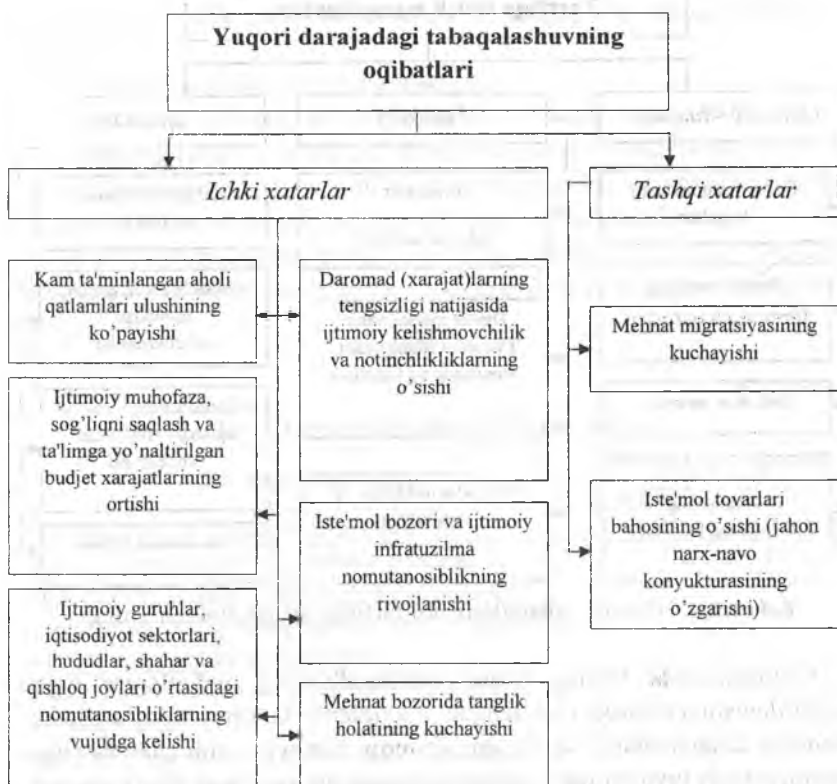 Yuqori darajadagi tabaqalashuvning
oqibatlari
Ichki xatarlar
Tashqi xatarlar
Kam ta'minlangan aholi
qatlamlari ulushining
ko’payishi
Daromad (xarajat)larning
tengsizligi natijasida
ijtimoiy kelishmovchilik
va notinchlikliklarning
o’sishi
Mehnat migratsiyasining
kuchayishi
Ijtimoiy muhofaza,
sog’liqni saqlash va
ta'limga yo’naltirilgan
budjet xarajatlarining
ortishi
Iste'mol bozori va ijtimoiy
infratuzilma
nomutanosiblikning
rivojlanishi
Iste'mol tovarlari
bahosining o’sishi (jahon
narx-navo
konyukturasining
o’zgarishi))
Ijtimoiy guruhlar,
iqtisodiyot sektorlari,
hududlar, shahar va
qishloq joylari o’rtasidagi
nomutanosibliklarning
vujudga kelishi
Mehnat bozorida tanglik
holatining kuchayishi